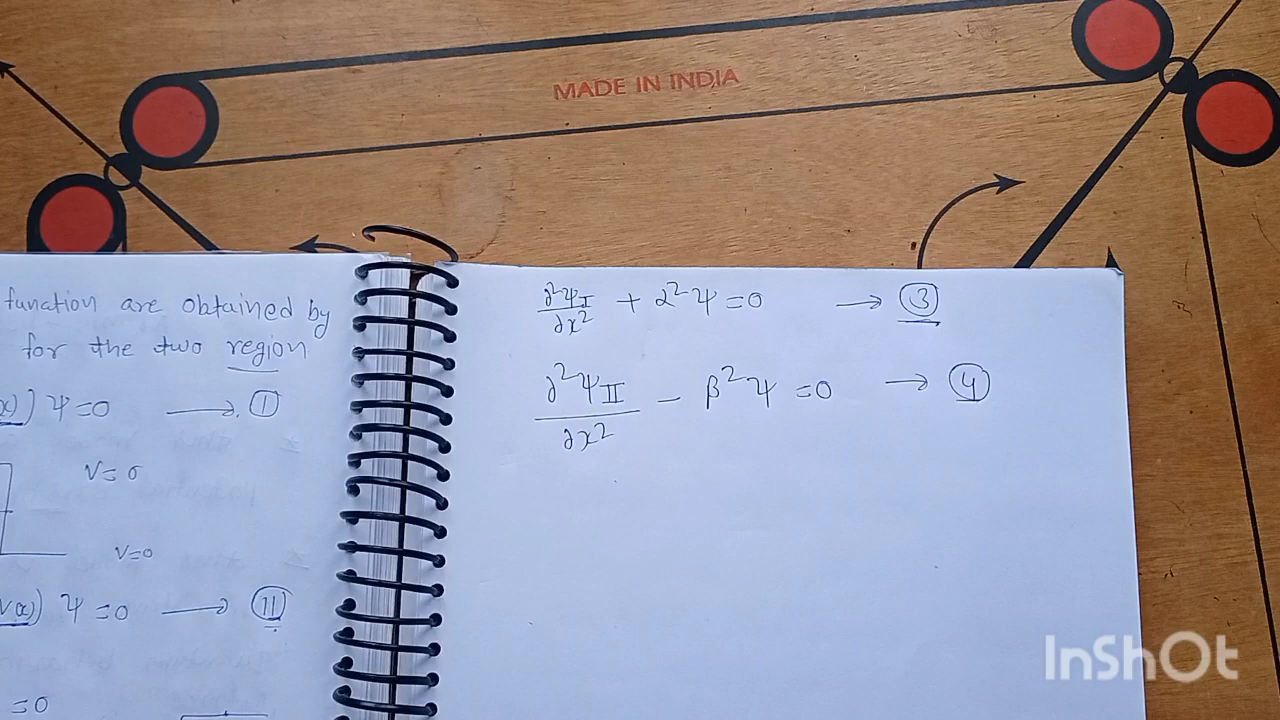 MADE IN INDIA
function are obtained by
for the two region
x)) ψ=0 → ①
V=σ
V=0
V(x)) ψ=0 → ⑪
=0
∂²ψI/∂x² + α²ψ=0 → ③
∂²ψII/∂x² - β²ψ=0 → ④
InShOt